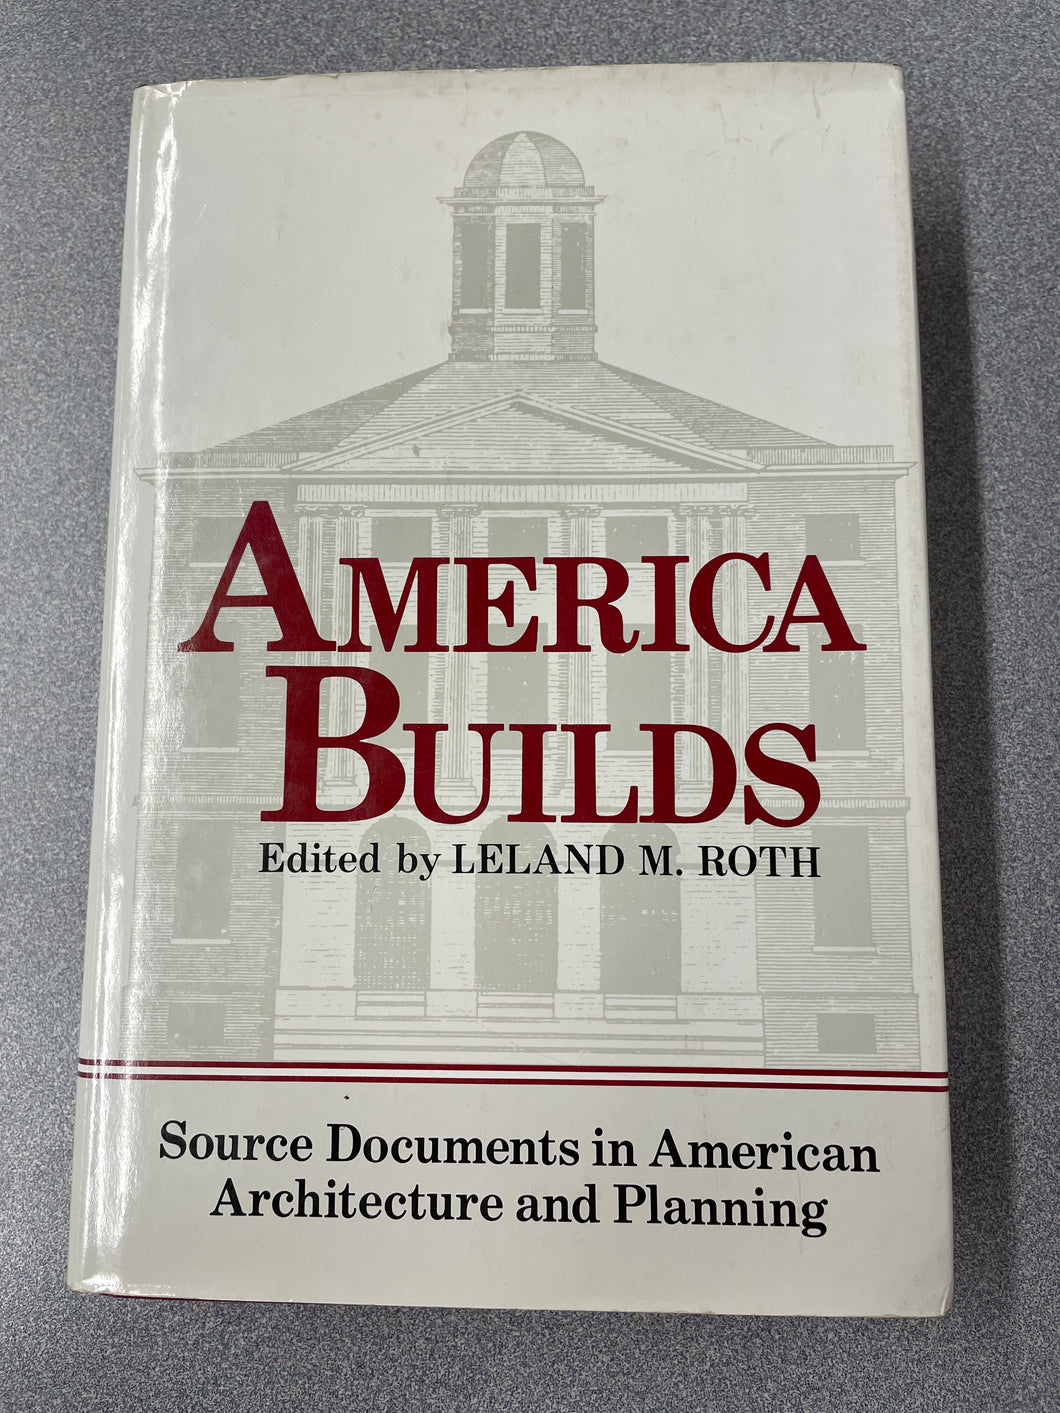 AMERICA
BUILDS
Edited by LELAND M. ROTH
Source Documents in American
Architecture and Planning